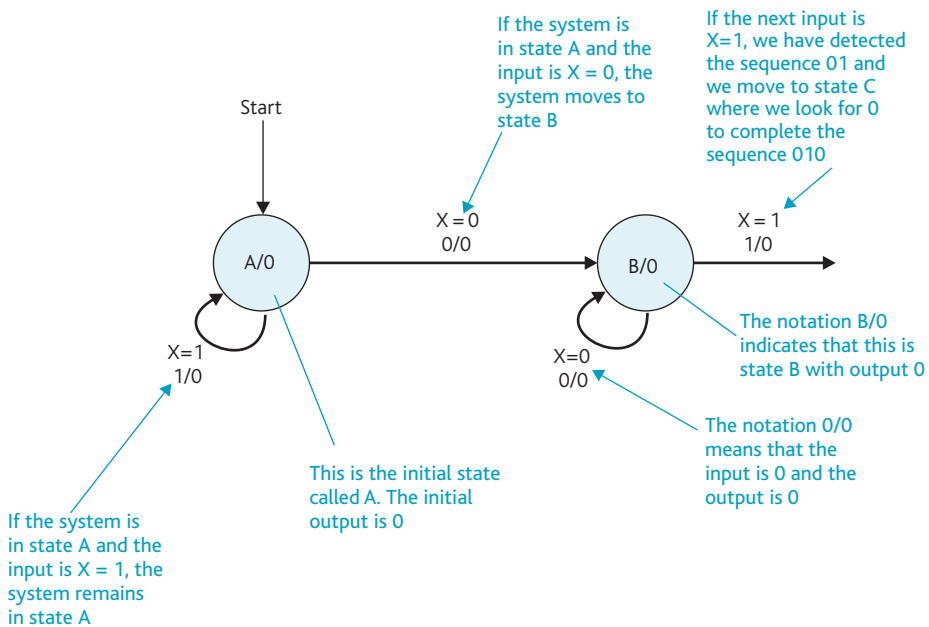 If the system is
in state A and the
input is X = 0, the
system moves to
state B
If the next input is
X=1, we have detected
the sequence 01 and
we move to state C
where we look for 0
to complete the
sequence 010
Start
X = 0
0/0
X = 1
1/0
A/0
B/0
X=1
1/0
X=0
0/0
The notation B/0
indicates that this is
state B with output 0
The notation 0/0
means that the
input is 0 and the
output is 0
This is the initial state
called A. The initial
output is 0
If the system is
in state A and the
input is X = 1, the
system remains
in state A